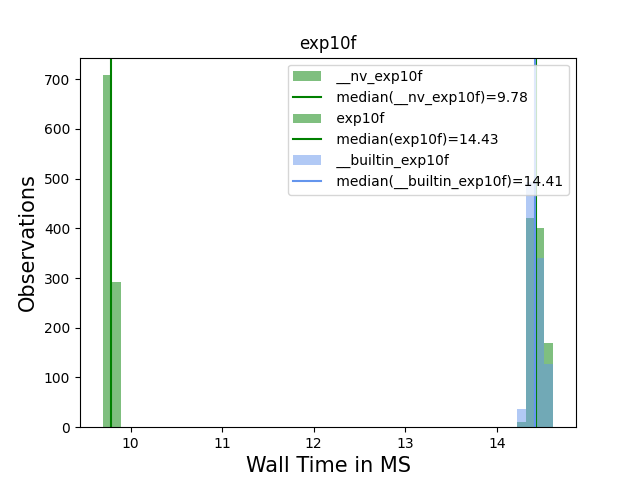 exp10f
__nv_exp10f
median(__nv_exp10f)=9.78
exp10f
median(exp10f)=14.43
__builtin_exp10f
median(__builtin_exp10f)=14.41
Observations
700
600
500
400
300
200
100
0
10
11
12
13
14
Wall Time in MS